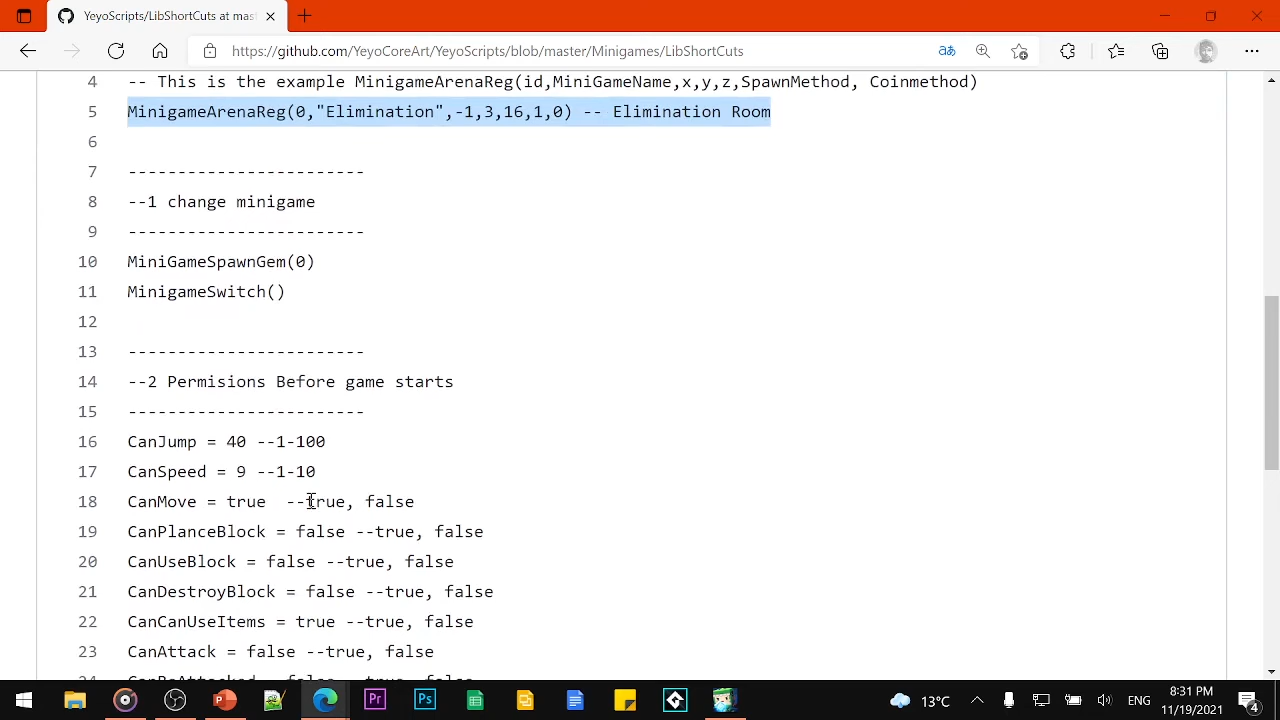 YeyoScripts/LibShortCuts at mas
https://github.com/YeyoCoreArt/YeyoScripts/blob/master/Minigames/LibShortCuts
aあ
4 -- This is the example MinigameArenaReg(id,MiniGameName,x,y,z,SpawnMethod, Coinmethod)
5 MinigameArenaReg(0,"Elimination",-1,3,16,1,0) -- Elimination Room
6
7 ------------------------
8 --1 change minigame
9 ------------------------
10 MiniGameSpawnGem(0)
11 MinigameSwitch()
12
13 ------------------------
14 --2 Permisions Before game starts
15 ------------------------
16 CanJump = 40 --1-100
17 CanSpeed = 9 --1-10
18 CanMove = true  --true, false
19 CanPlanceBlock = false --true, false
20 CanUseBlock = false --true, false
21 CanDestroyBlock = false --true, false
22 CanCanUseItems = true --true, false
23 CanAttack = false --true, false
Pr
Ps
13°C
ENG
8:31 PM
11/19/2021
4